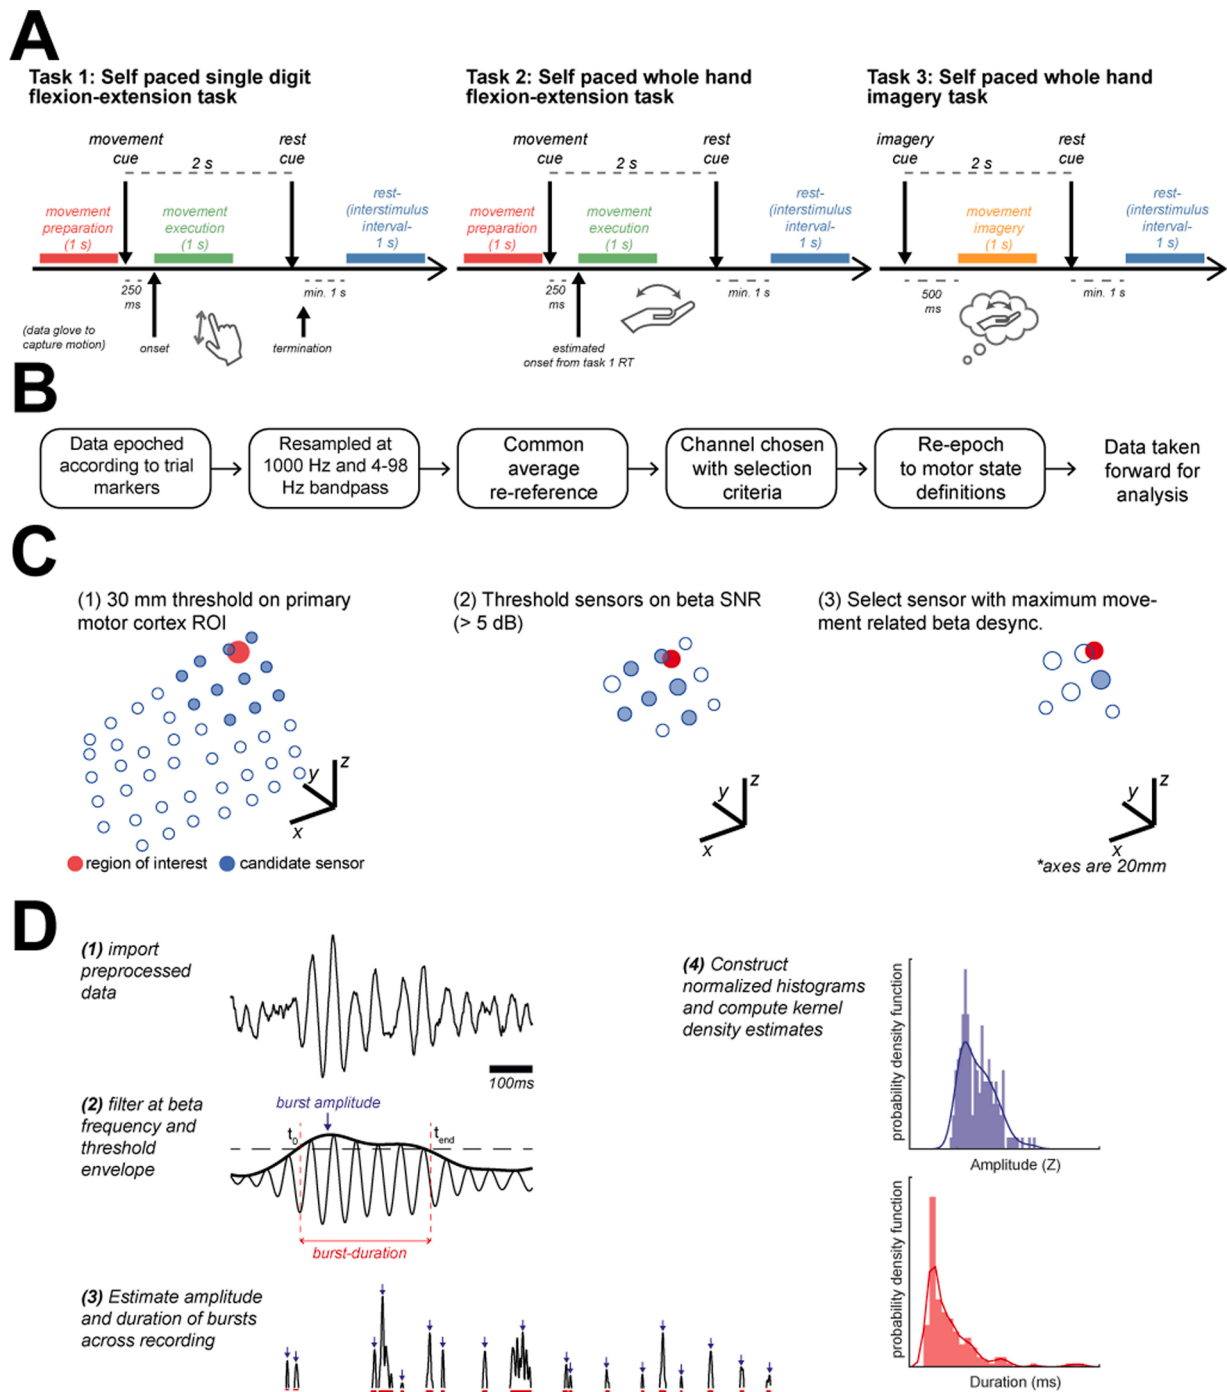 A
Task 1: Self paced single digit
flexion-extension task
movement
cue
2 s
rest
cue
movement
preparation
(1 s)
movement
execution
(1 s)
rest-
(interstimulus
interval-
1 s)
250
ms
min. 1 s
(data glove to
capture motion)
onset
termination
Task 2: Self paced whole hand
flexion-extension task
movement
cue
2 s
rest
cue
movement
preparation
(1 s)
movement
execution
(1 s)
rest-
(interstimulus
interval-
1 s)
250
ms
min. 1 s
estimated
onset from task 1 RT
Task 3: Self paced whole hand
imagery task
imagery
cue
2 s
rest
cue
movement
imagery
(1 s)
rest-
(interstimulus
interval-
1 s)
500
ms
min. 1 s
B
Data epoched
according to trial
markers
Resampled at
1000 Hz and 4-98
Hz bandpass
Common
average
re-reference
Channel chosen
with selection
criteria
Re-epoch
to motor state
definitions
Data taken
forward for
analysis
C
(1) 30 mm threshold on primary
motor cortex ROI
z
y
x
region of interest
candidate sensor
(2) Threshold sensors on beta SNR
(> 5 dB)
z
y
x
(3) Select sensor with maximum move-
ment related beta desync.
z
y
x
*axes are 20mm
D
(1) import
preprocessed
data
100ms
(2) filter at beta
frequency and
threshold
envelope
burst amplitude
t0
tend
burst-duration
(3) Estimate amplitude
and duration of bursts
across recording
(4) Construct
normalized histograms
and compute kernel
density estimates
probability density function
Amplitude (Z)
probability density function
Duration (ms)